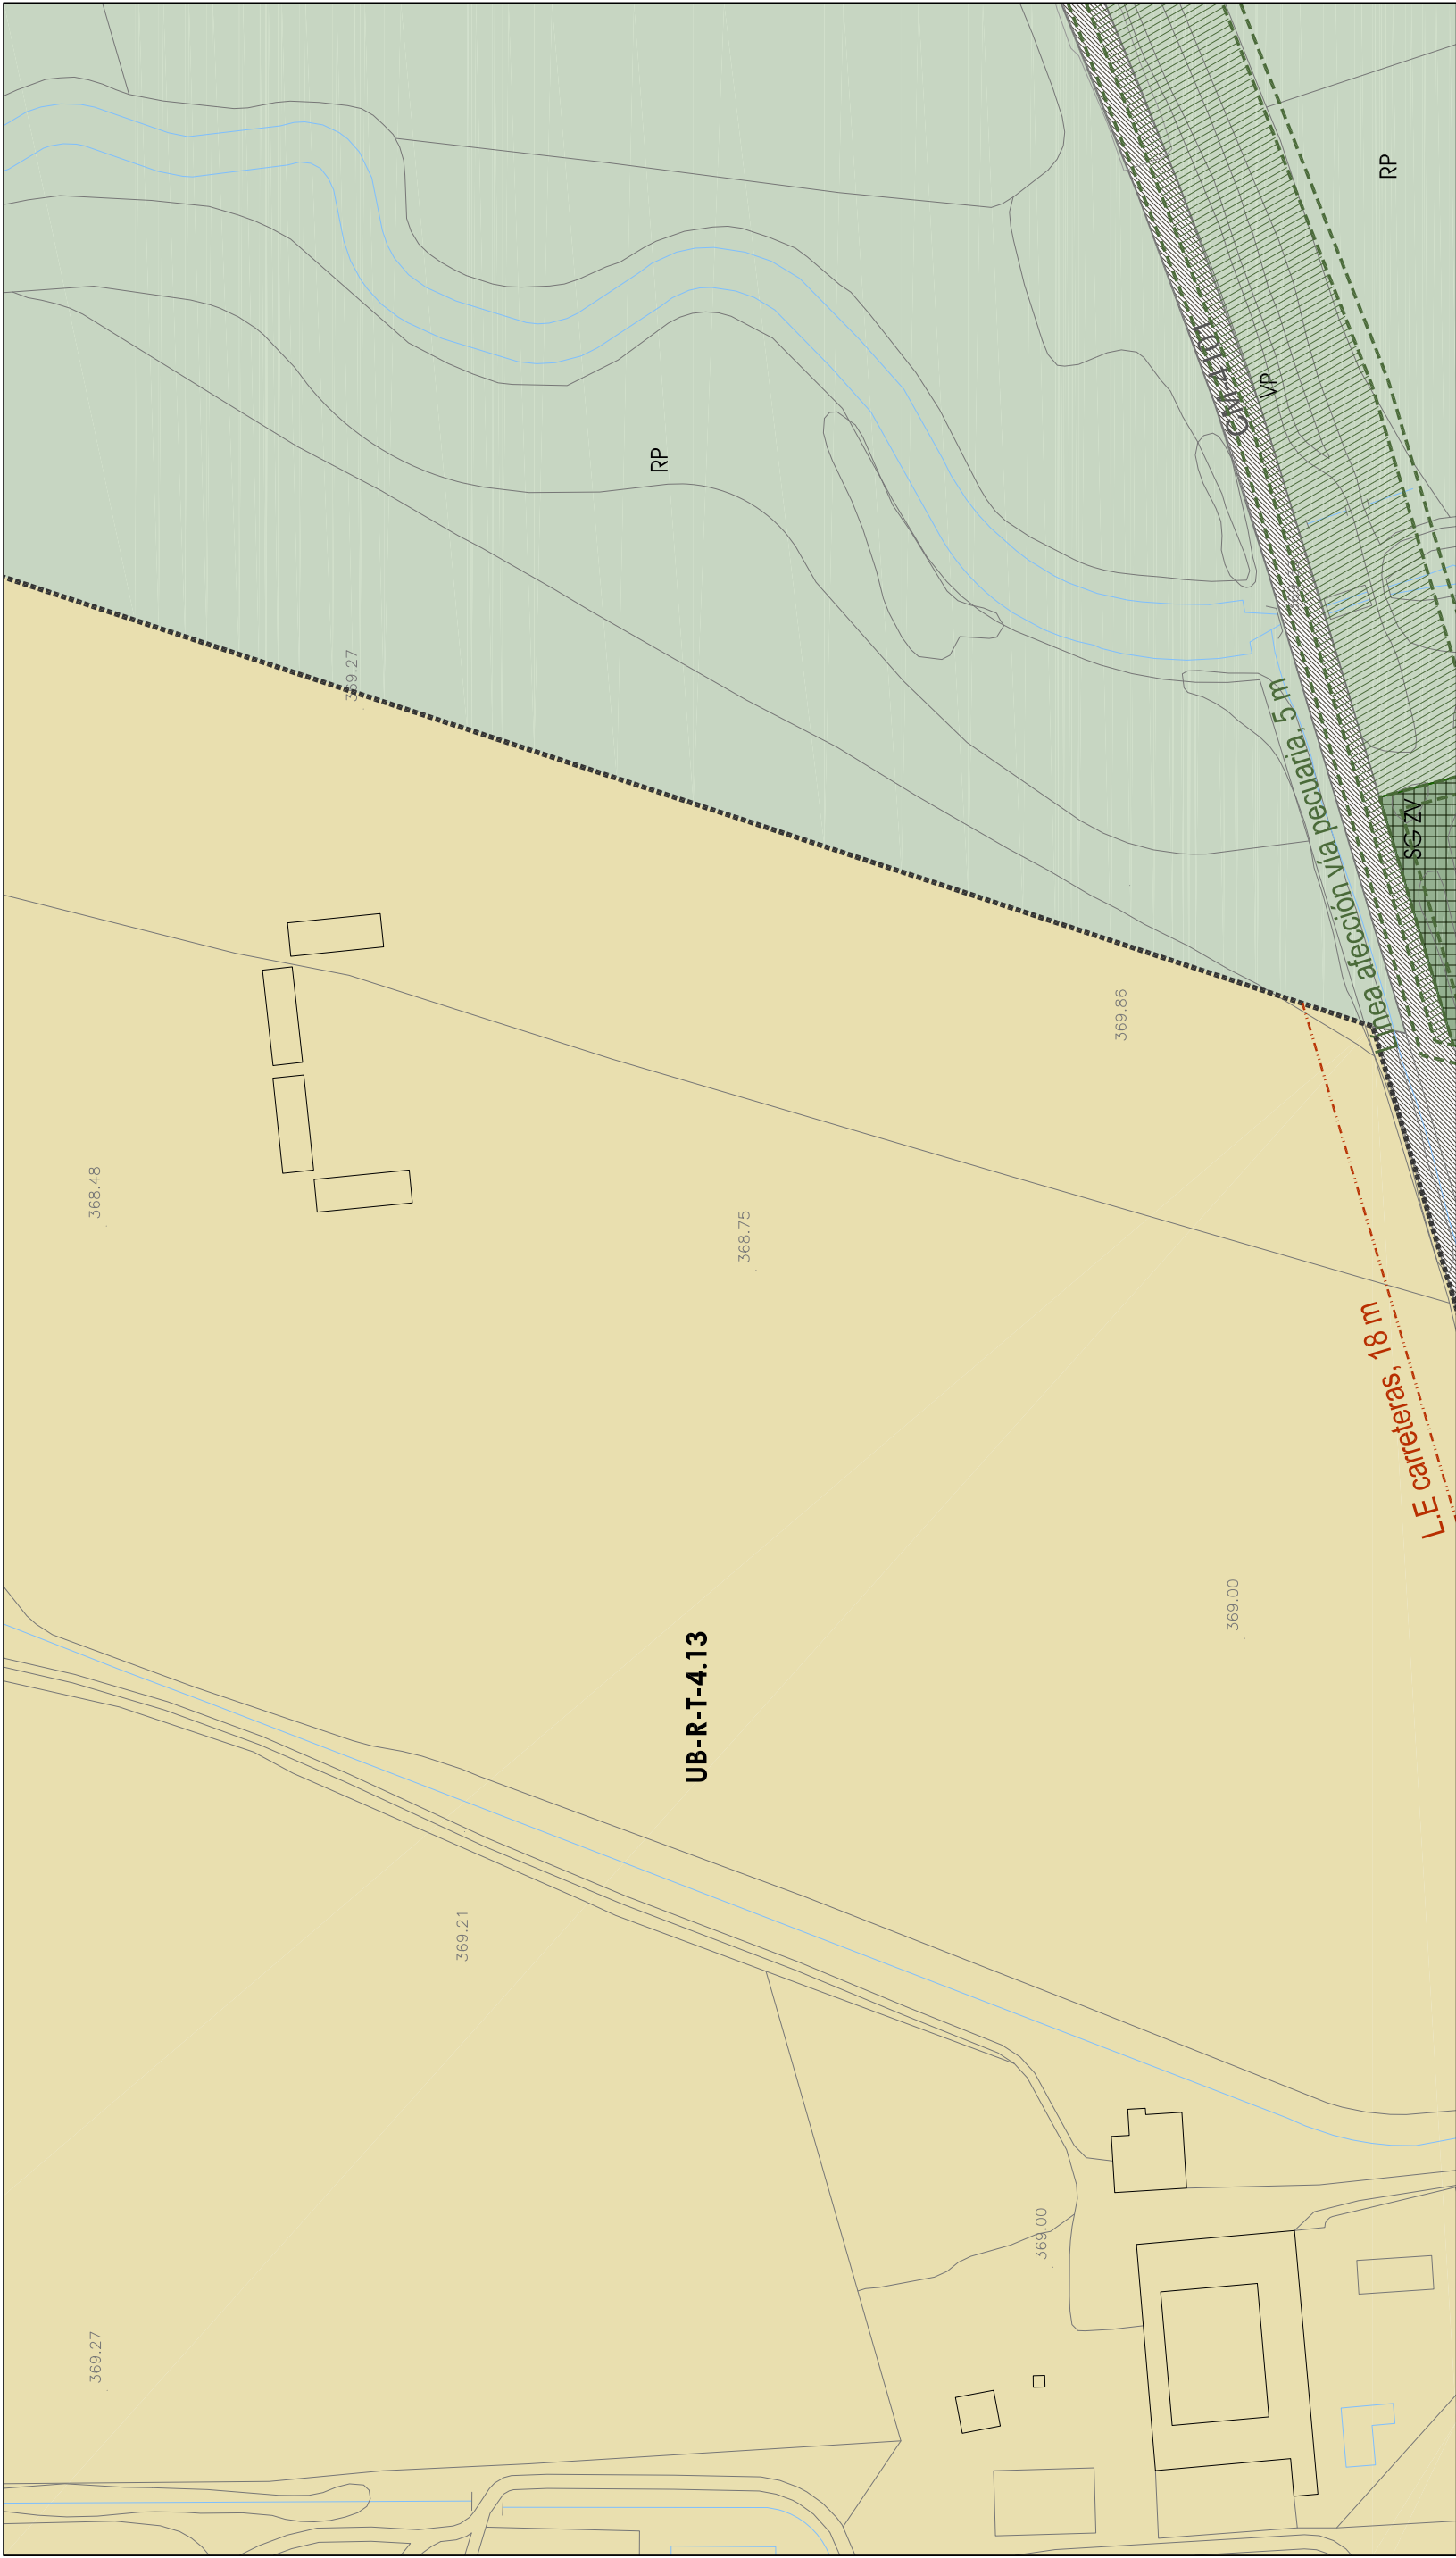 RP
CM-4101
VP
RP
369.27
Línea afección vía pecuaria, 5 m
SG-ZV
369.86
368.48
368.75
L.E carreteras, 18 m
369.00
UB-R-T-4.13
369.21
369.00
369.27